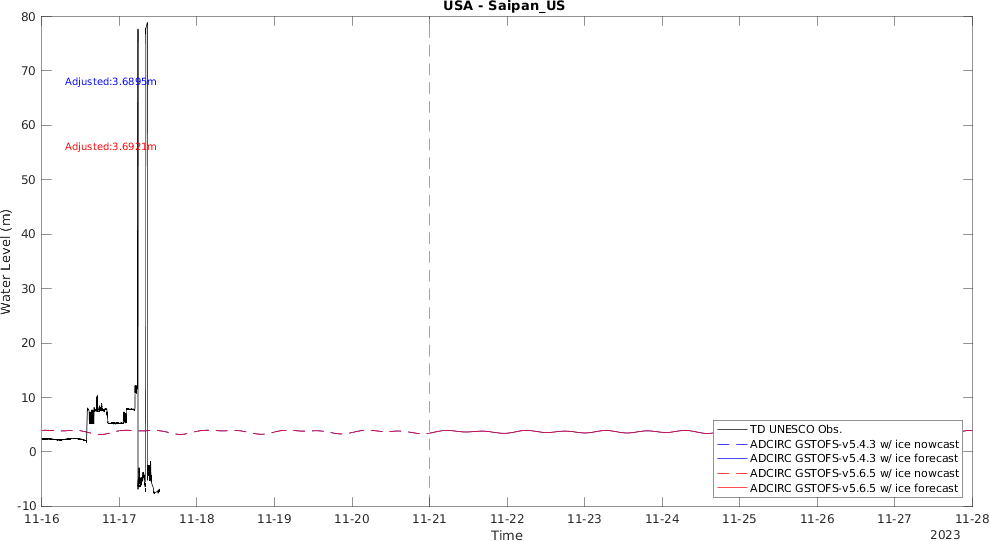 USA - Saipan_US
80
70
60
50
40
30
20
10
0
-10
Water Level (m)
Adjusted:3.6895m
Adjusted:3.6921m
TD UNESCO Obs.
ADCIRC GSTOFS-v5.4.3 w/ ice nowcast
ADCIRC GSTOFS-v5.4.3 w/ ice forecast
ADCIRC GSTOFS-v5.6.5 w/ ice nowcast
ADCIRC GSTOFS-v5.6.5 w/ ice forecast
11-16 11-17 11-18 11-19 11-20 11-21 11-22 11-23 11-24 11-25 11-26 11-27 11-28
Time
2023